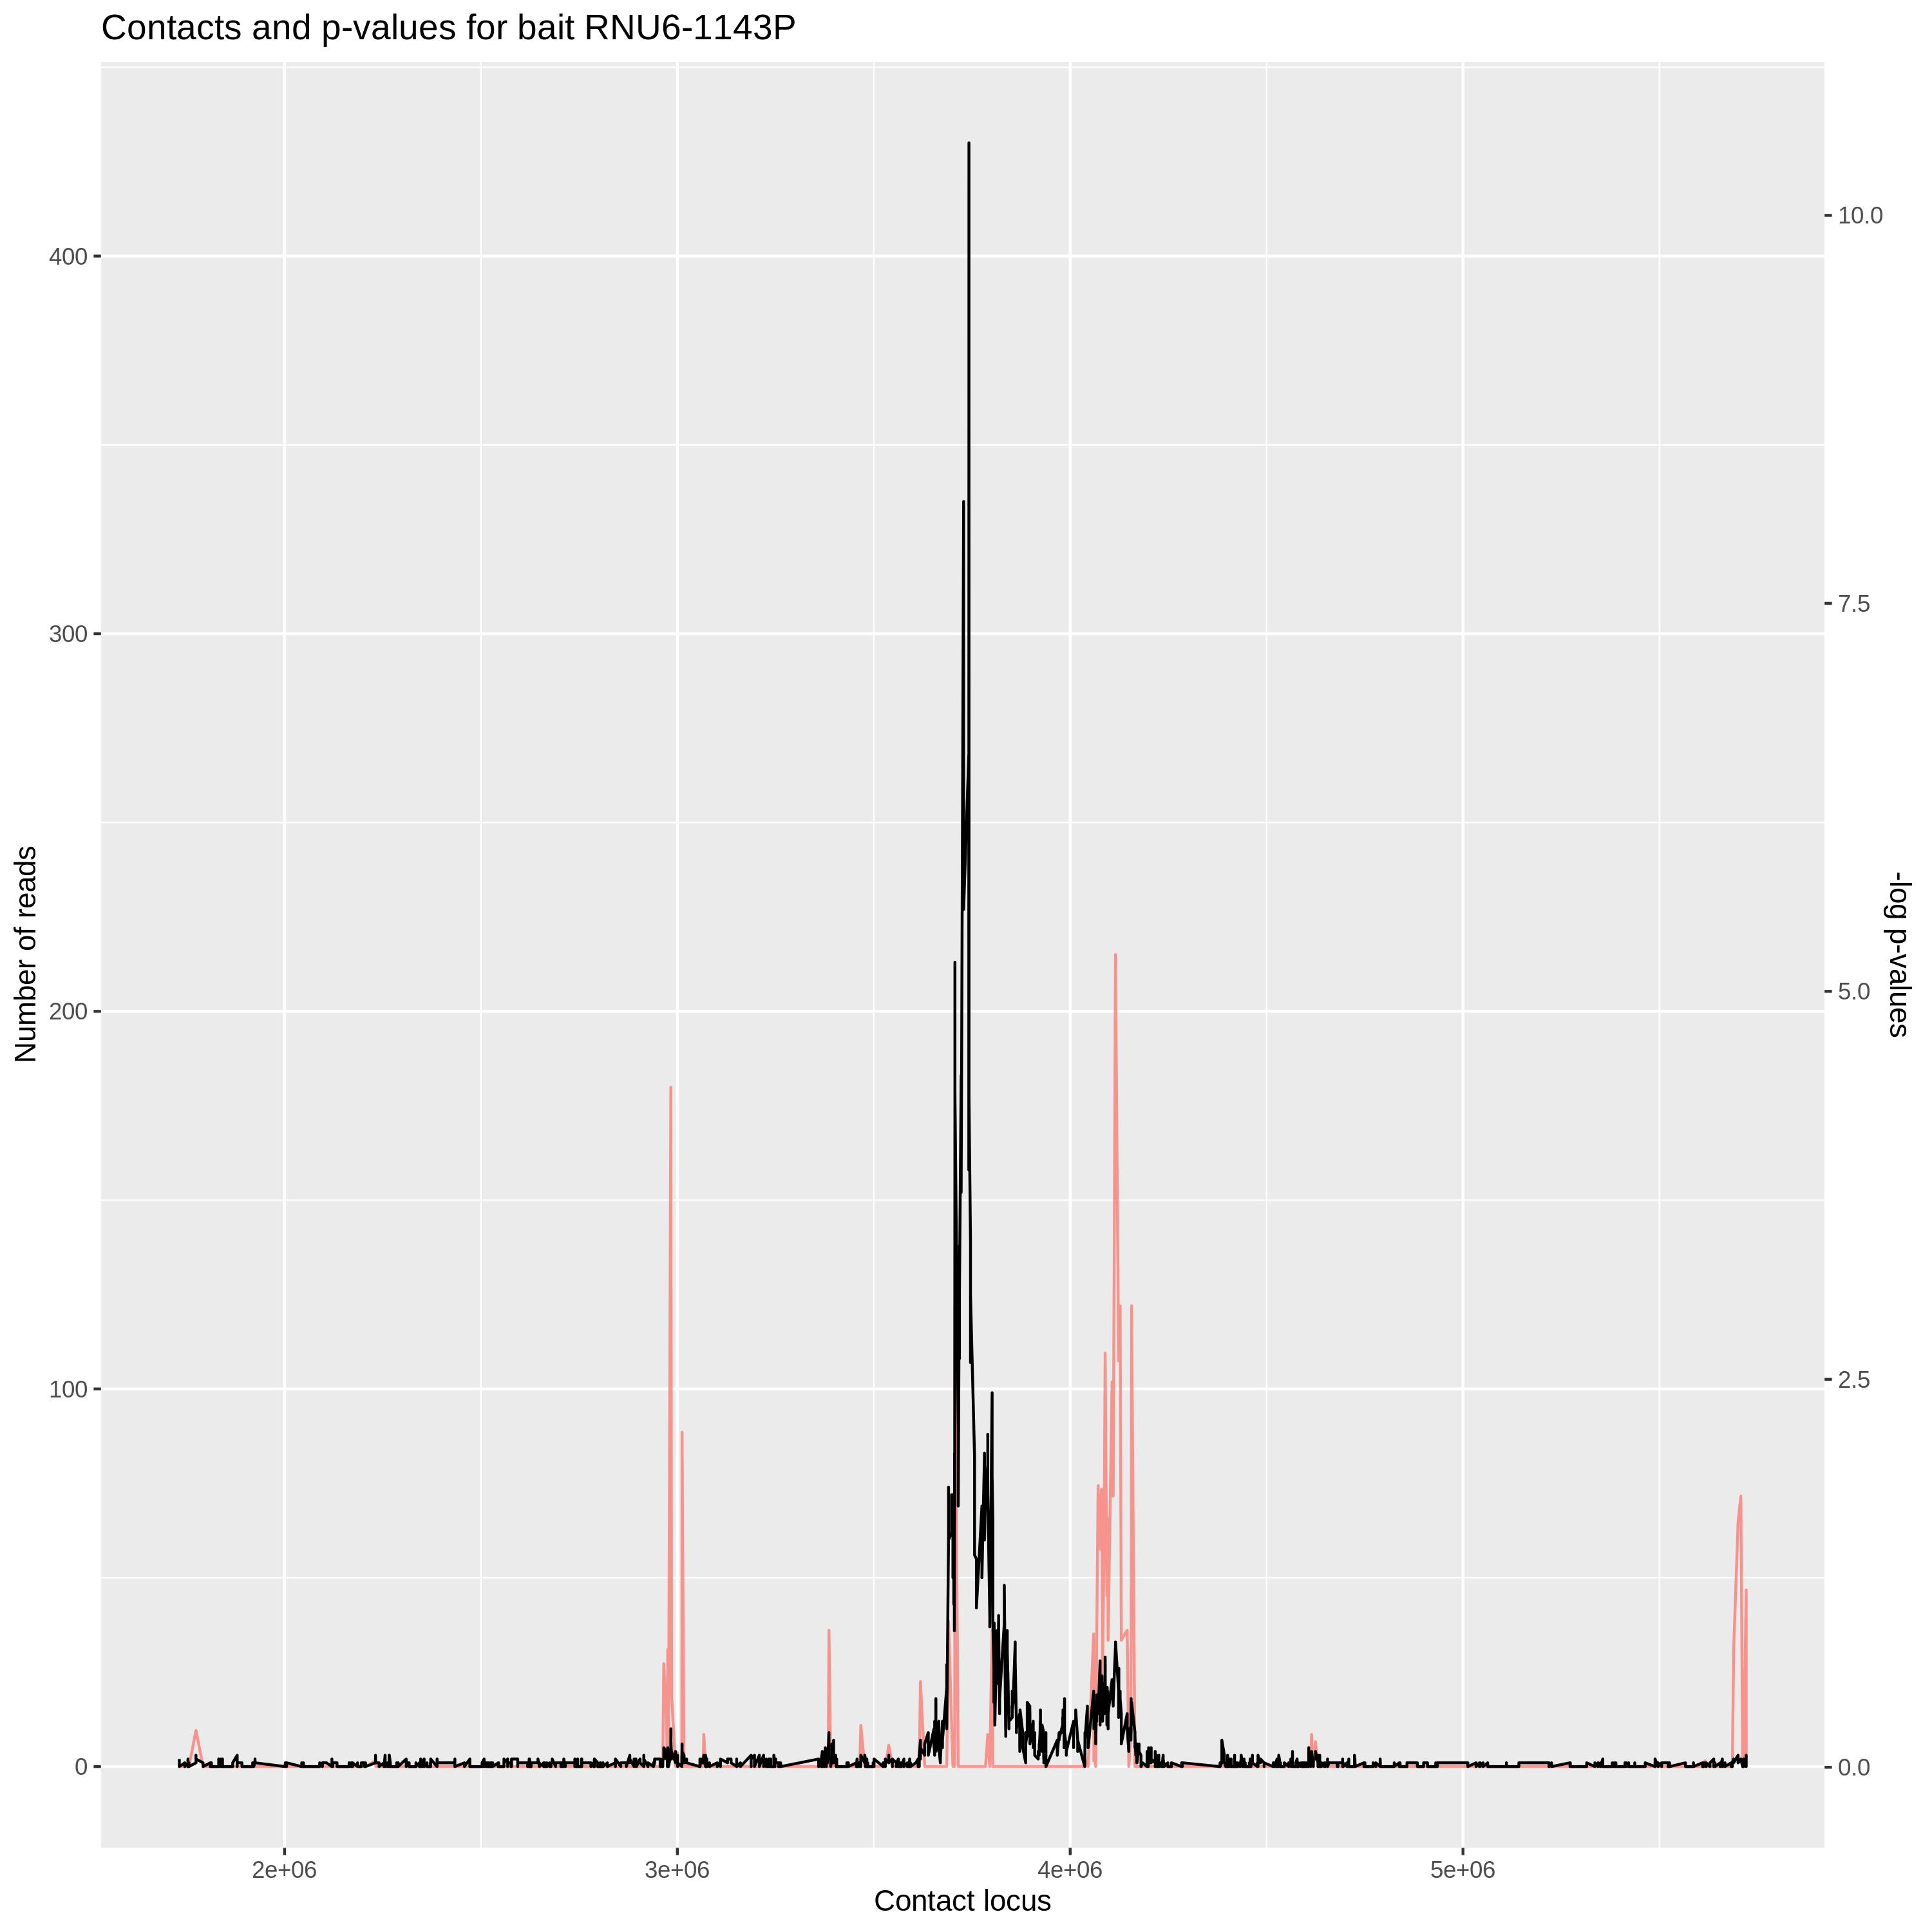 Contacts and p-values for bait RNU6-1143P
Number of reads
400
300
200
100
0
10.0
7.5
5.0
2.5
0.0
-log p-values
2e+06
3e+06
4e+06
5e+06
Contact locus